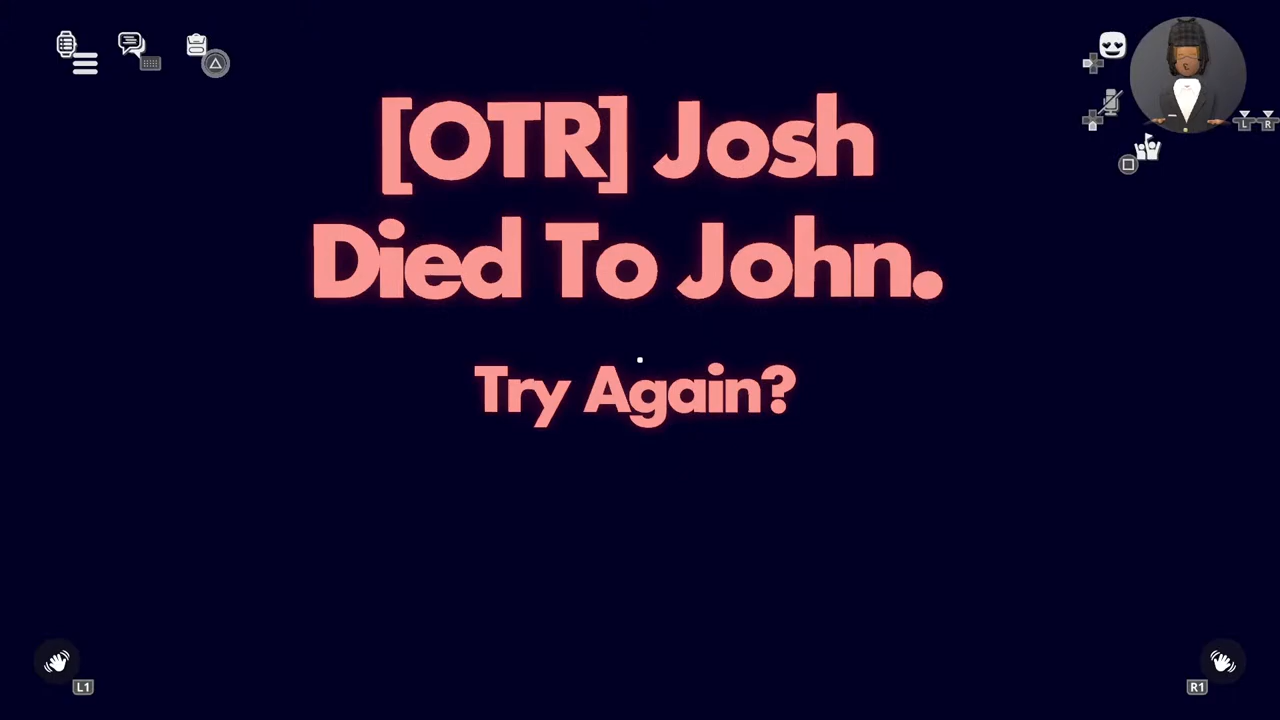 [OTR] Josh
Died To John.
Try Again?
L R
L1
R1